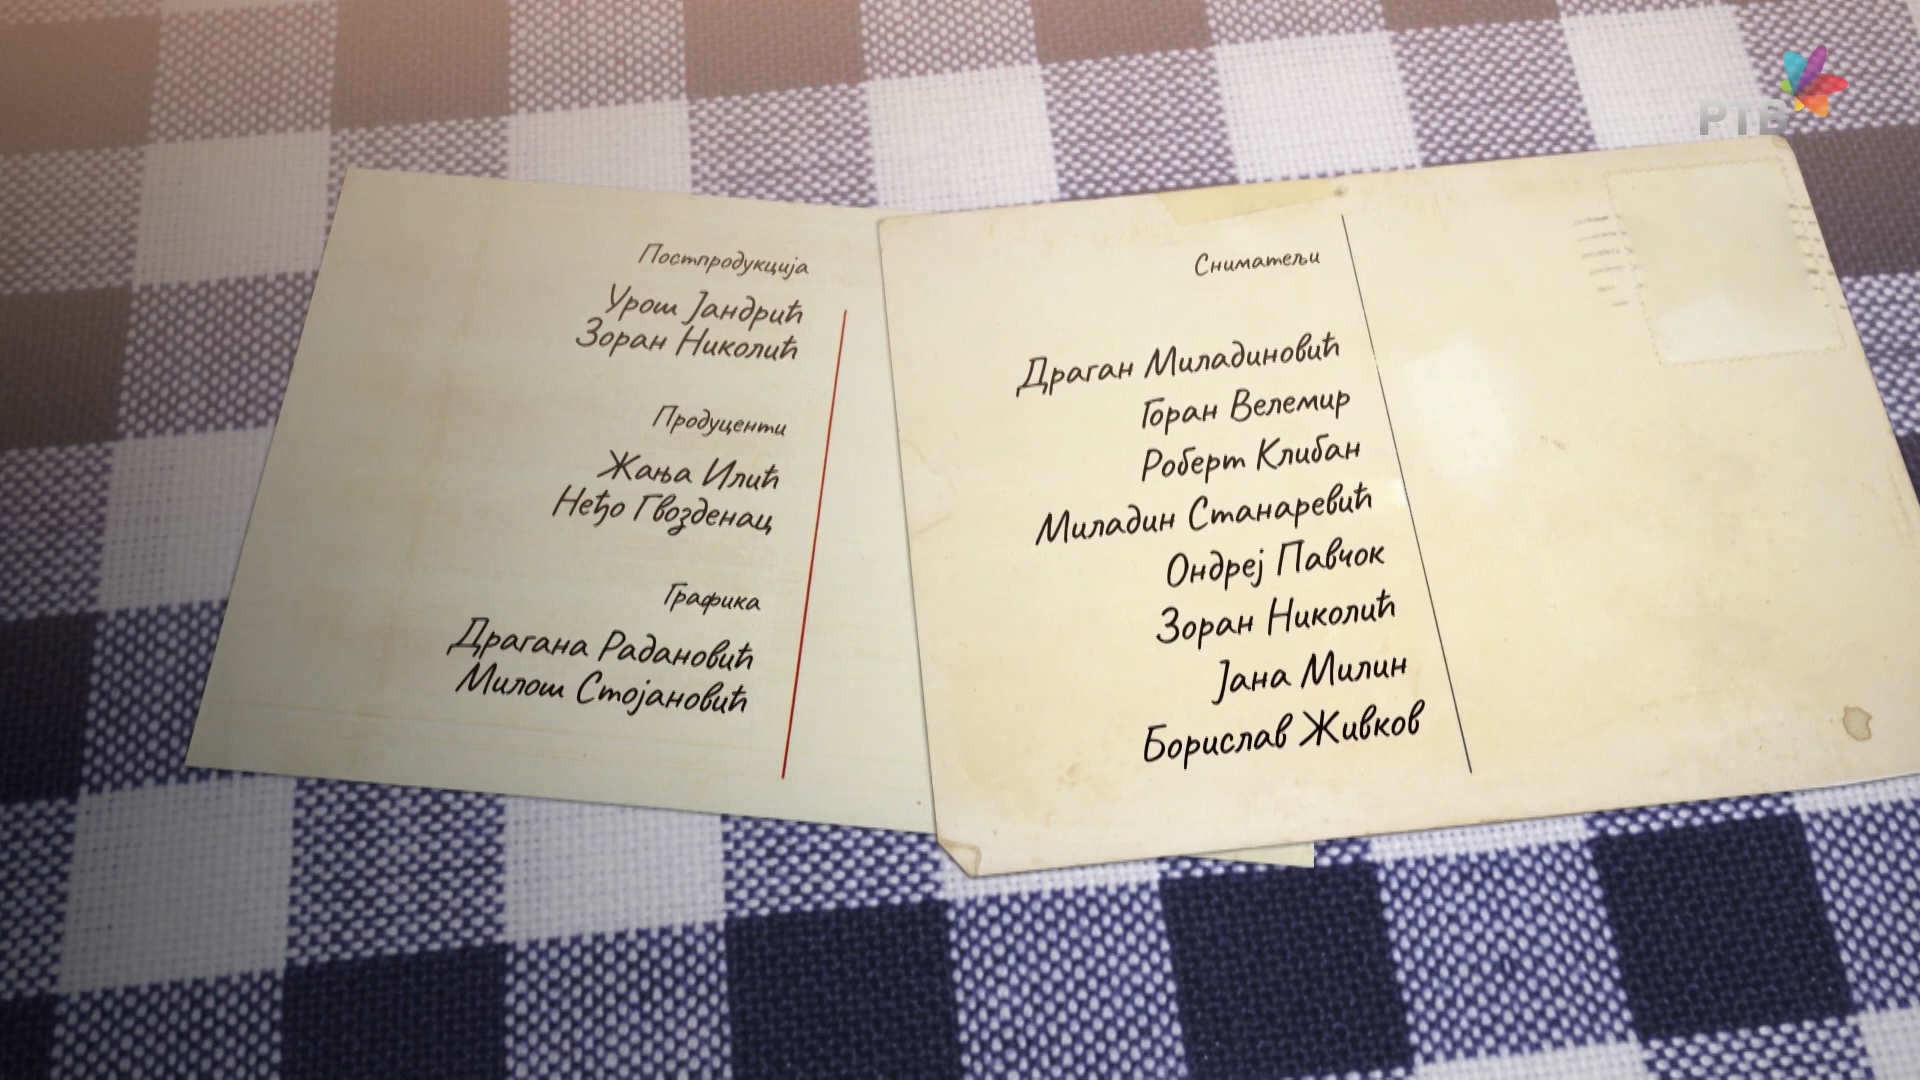 РТВ
Постпродукција
Урош Јандрић
Зоран Николић
Продуценти
Жања Илић
Неђо Гвозденац
Графика
Драгана Радановић
Милош Стојановић
Сниматељи
Драган Миладиновић
Горан Велемир
Роберт Клибан
Миладин Станаревић
Ондреј Павчок
Зоран Николић
Јана Милин
Борислав Живков